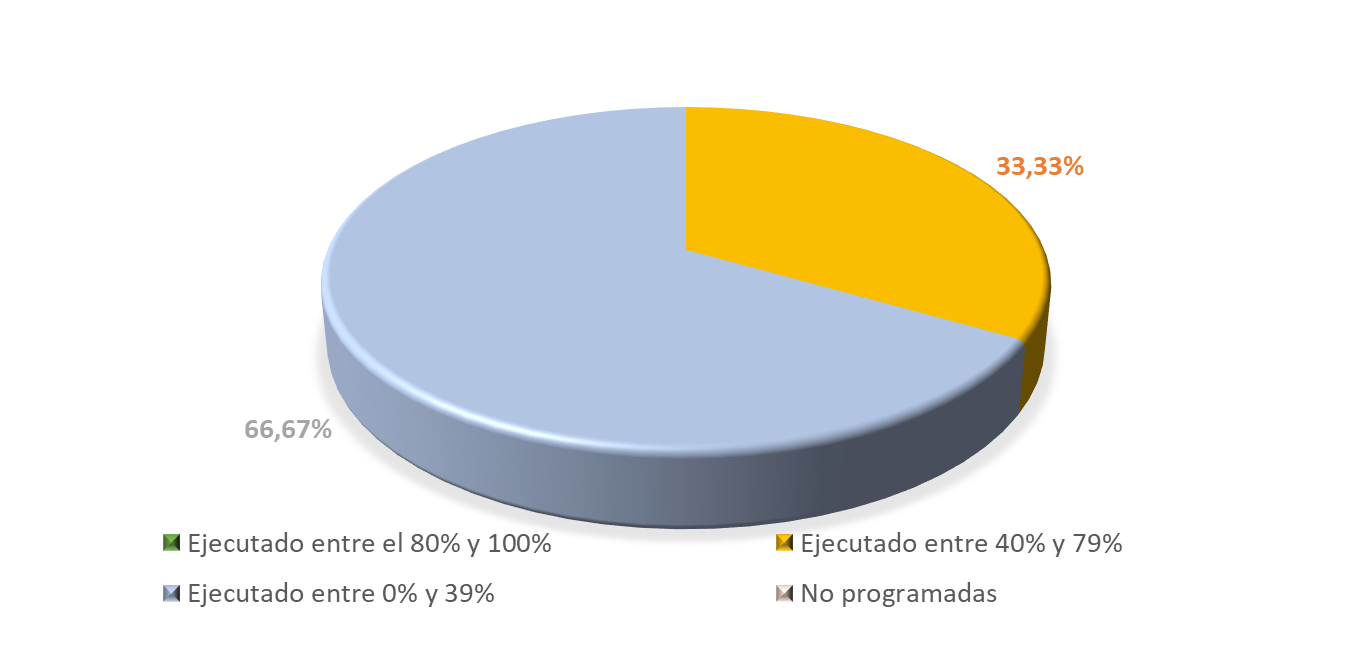 33,33%
66,67%
Ejecutado entre el 80% y 100%
Ejecutado entre 40% y 79%
Ejecutado entre 0% y 39%
No programadas